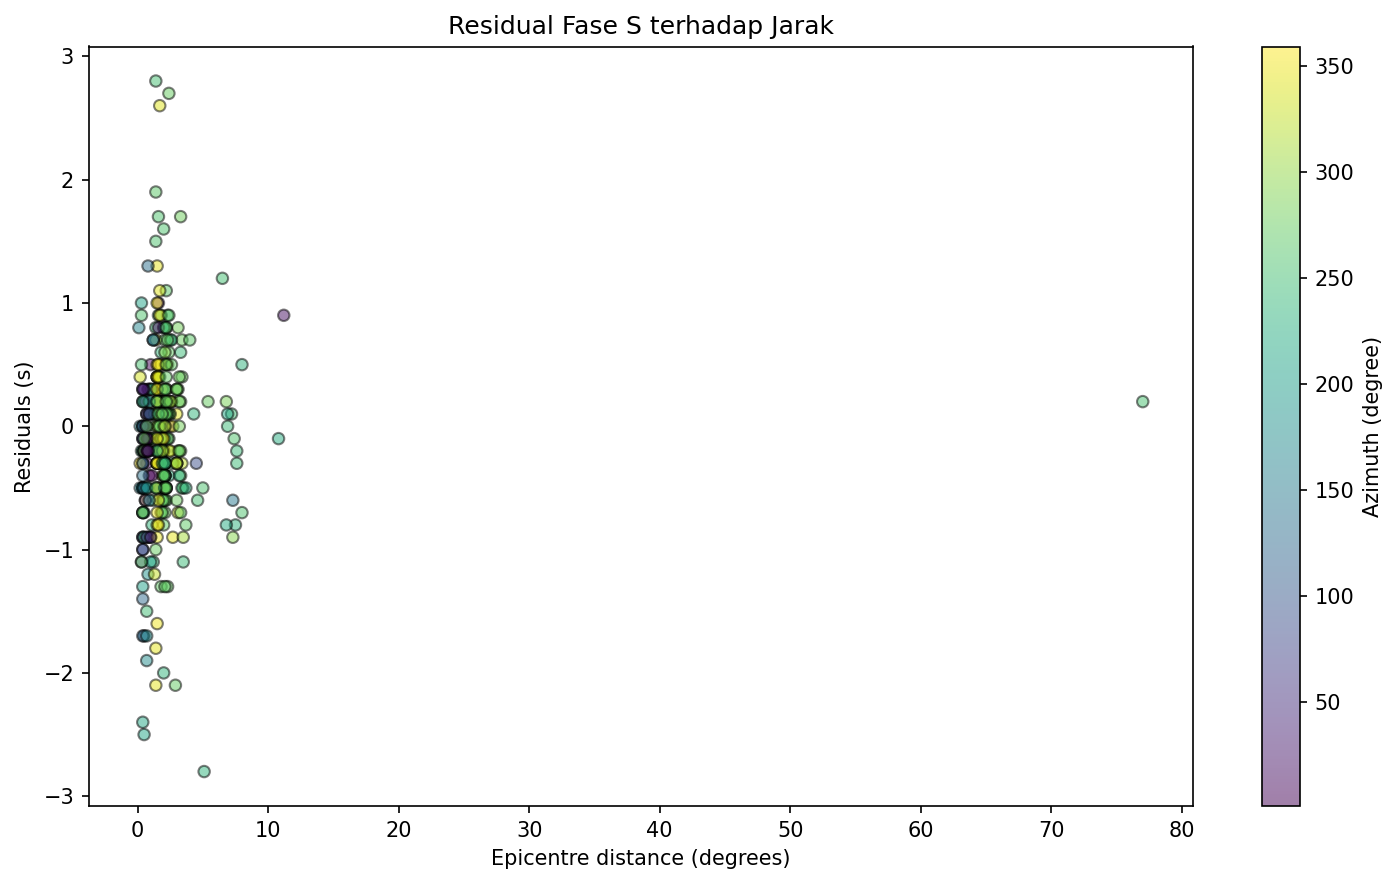 Residual Fase S terhadap Jarak
Residuals (s)
3
2
1
0
−1
−2
−3
0 10 20 30 40 50 60 70 80
Epicentre distance (degrees)
350
300
250
200
150
100
50
Azimuth (degree)